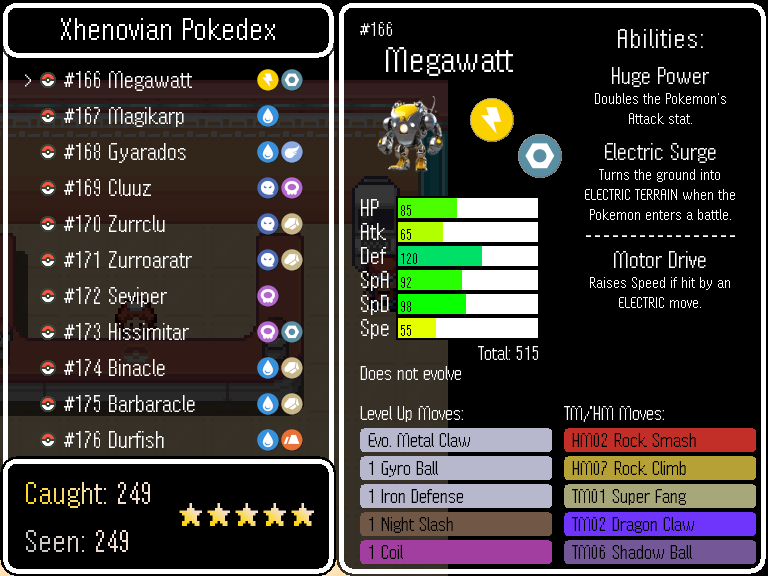 Xhenovian Pokedex
> #166 Megawatt
#167 Magikarp
#168 Gyarados
#169 Cluuz
#170 Zurrclu
#171 Zurroaratr
#172 Seviper
#173 Hissimitar
#174 Binacle
#175 Barbaracle
#176 Durfish
Caught: 249
Seen: 249
#166
Megawatt
HP 85
Atk 65
Def 120
SpA 92
SpD 98
Spe 55
Total: 515
Does not evolve
Abilities:
Huge Power
Doubles the Pokemon's
Attack stat.
Electric Surge
Turns the ground into
ELECTRIC TERRAIN when the
Pokemon enters a battle.
Motor Drive
Raises Speed if hit by an
ELECTRIC move.
Level Up Moves:
Evo. Metal Claw
1 Gyro Ball
1 Iron Defense
1 Night Slash
1 Coil
TM/HM Moves:
HM02 Rock Smash
HM07 Rock Climb
TM01 Super Fang
TM02 Dragon Claw
TM06 Shadow Ball